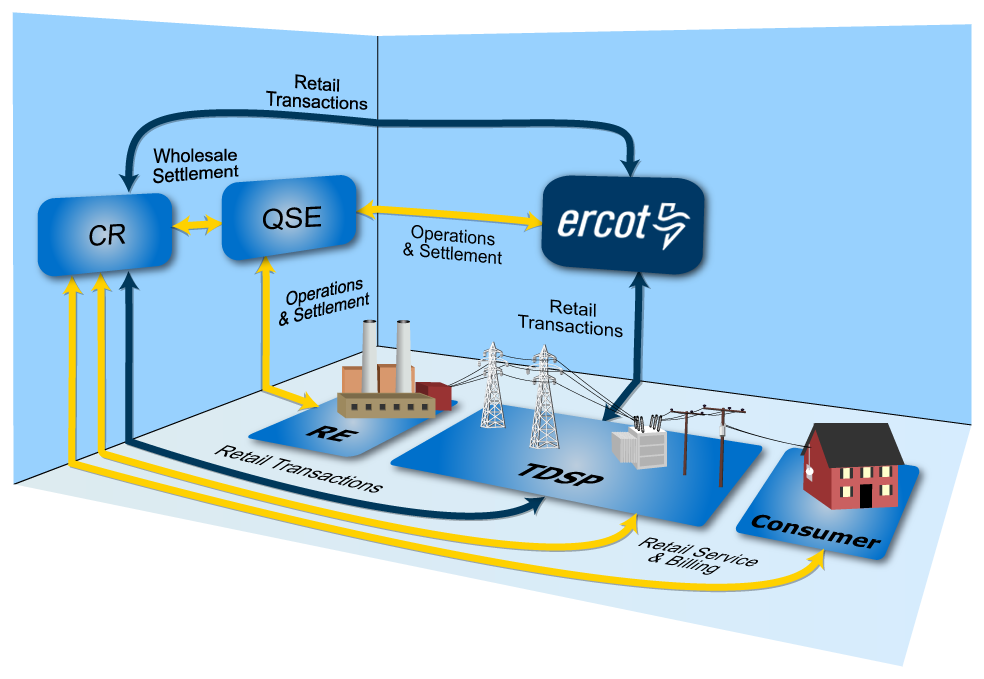 Retail
Transactions
Wholesale
Settlement
CR
QSE
ercot
Operations
& Settlement
Operations
& Settlement
Retail
Transactions
RE
TDSP
Retail Transactions
Consumer
Retail Service
& Billing